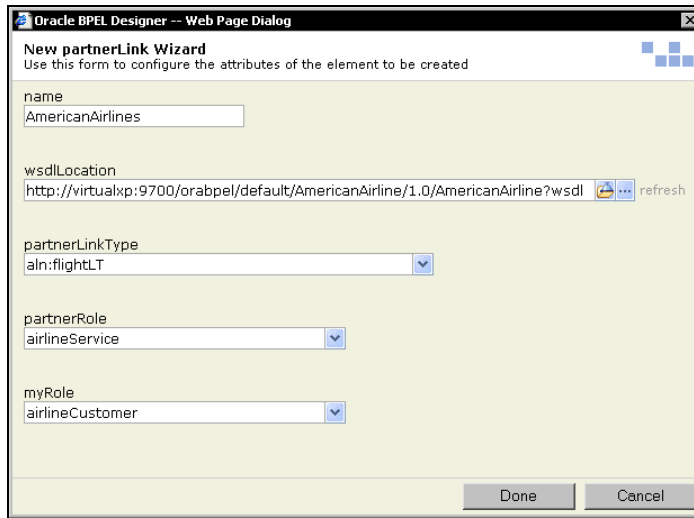 Oracle BPEL Designer -- Web Page Dialog
New partnerLink Wizard
Use this form to configure the attributes of the element to be created
name
AmericanAirlines
wsdlLocation
http://virtualxp:9700/orabpel/default/AmericanAirline/1.0/AmericanAirline?wsdl ... refresh
partnerLinkType
aln:flightLT
partnerRole
airlineService
myRole
airlineCustomer
Done Cancel